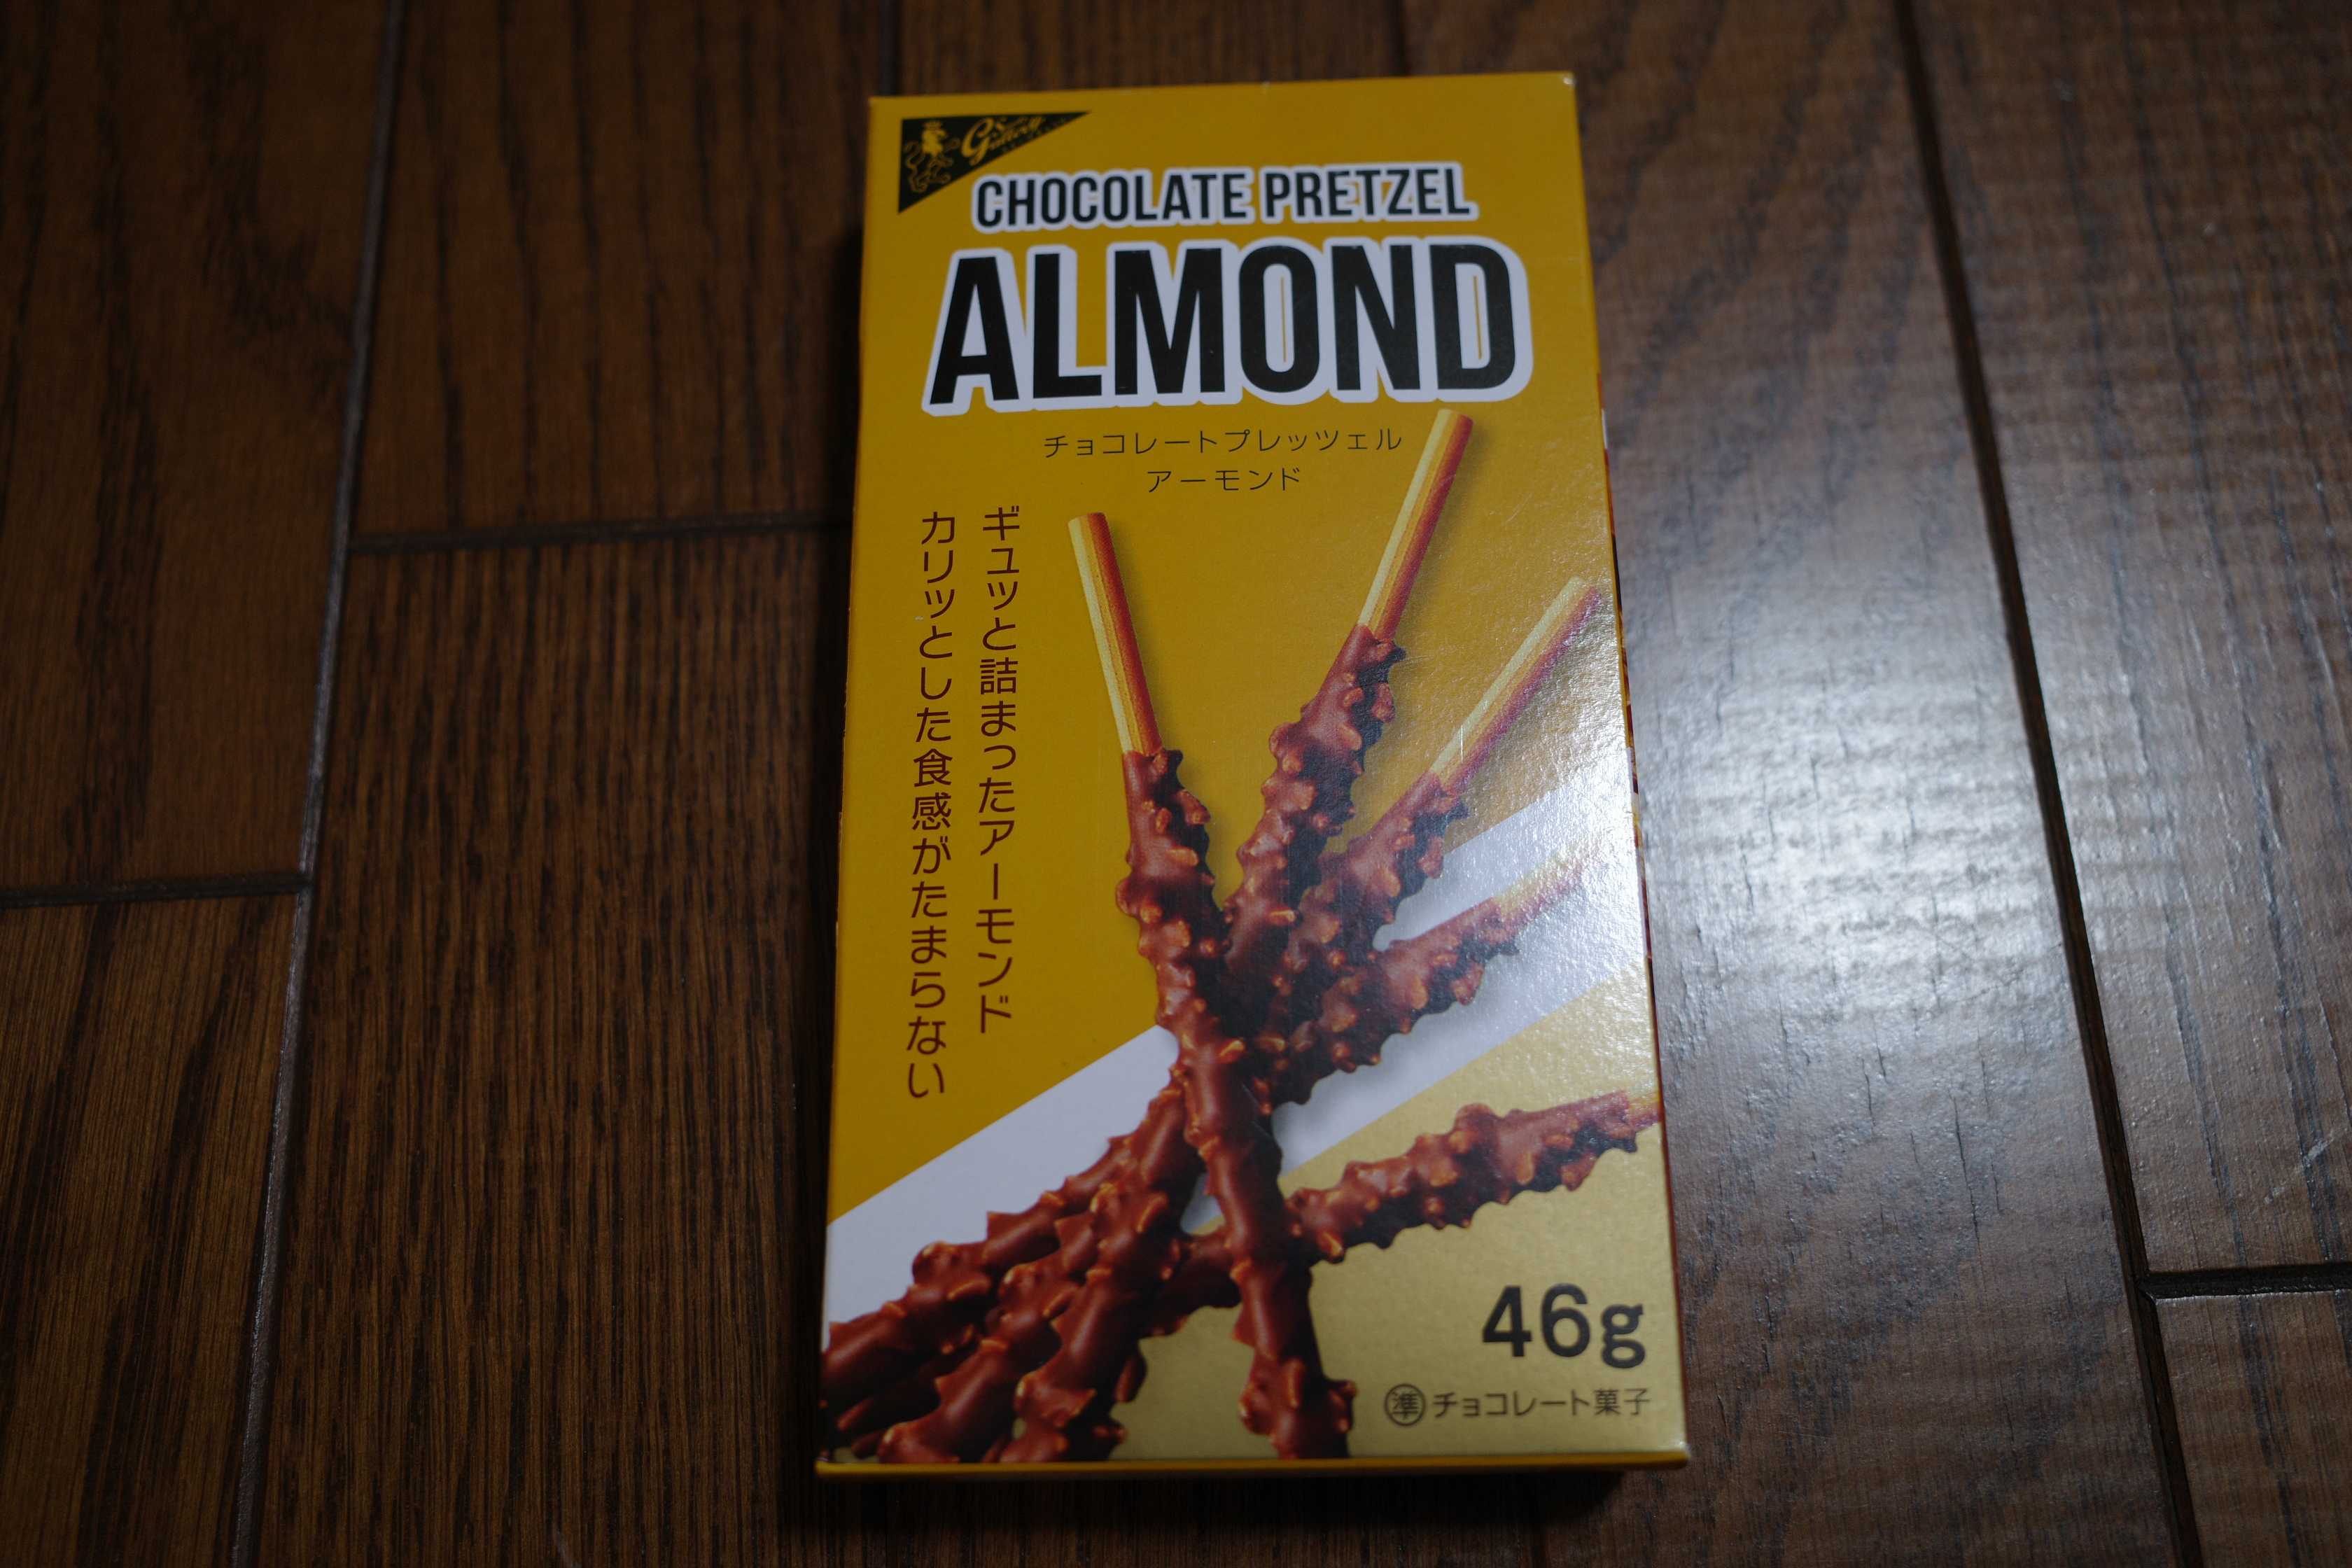 G's
CHOCOLATE PRETZEL
ALMOND
チョコレートプレッツェル
アーモンド
ギュッと詰まったアーモンド
カリッとした食感がたまらない
46g
準チョコレート菓子